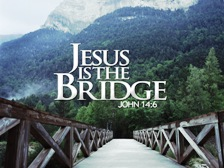 JESUS
IS THE
BRIDGE
JOHN 14:6